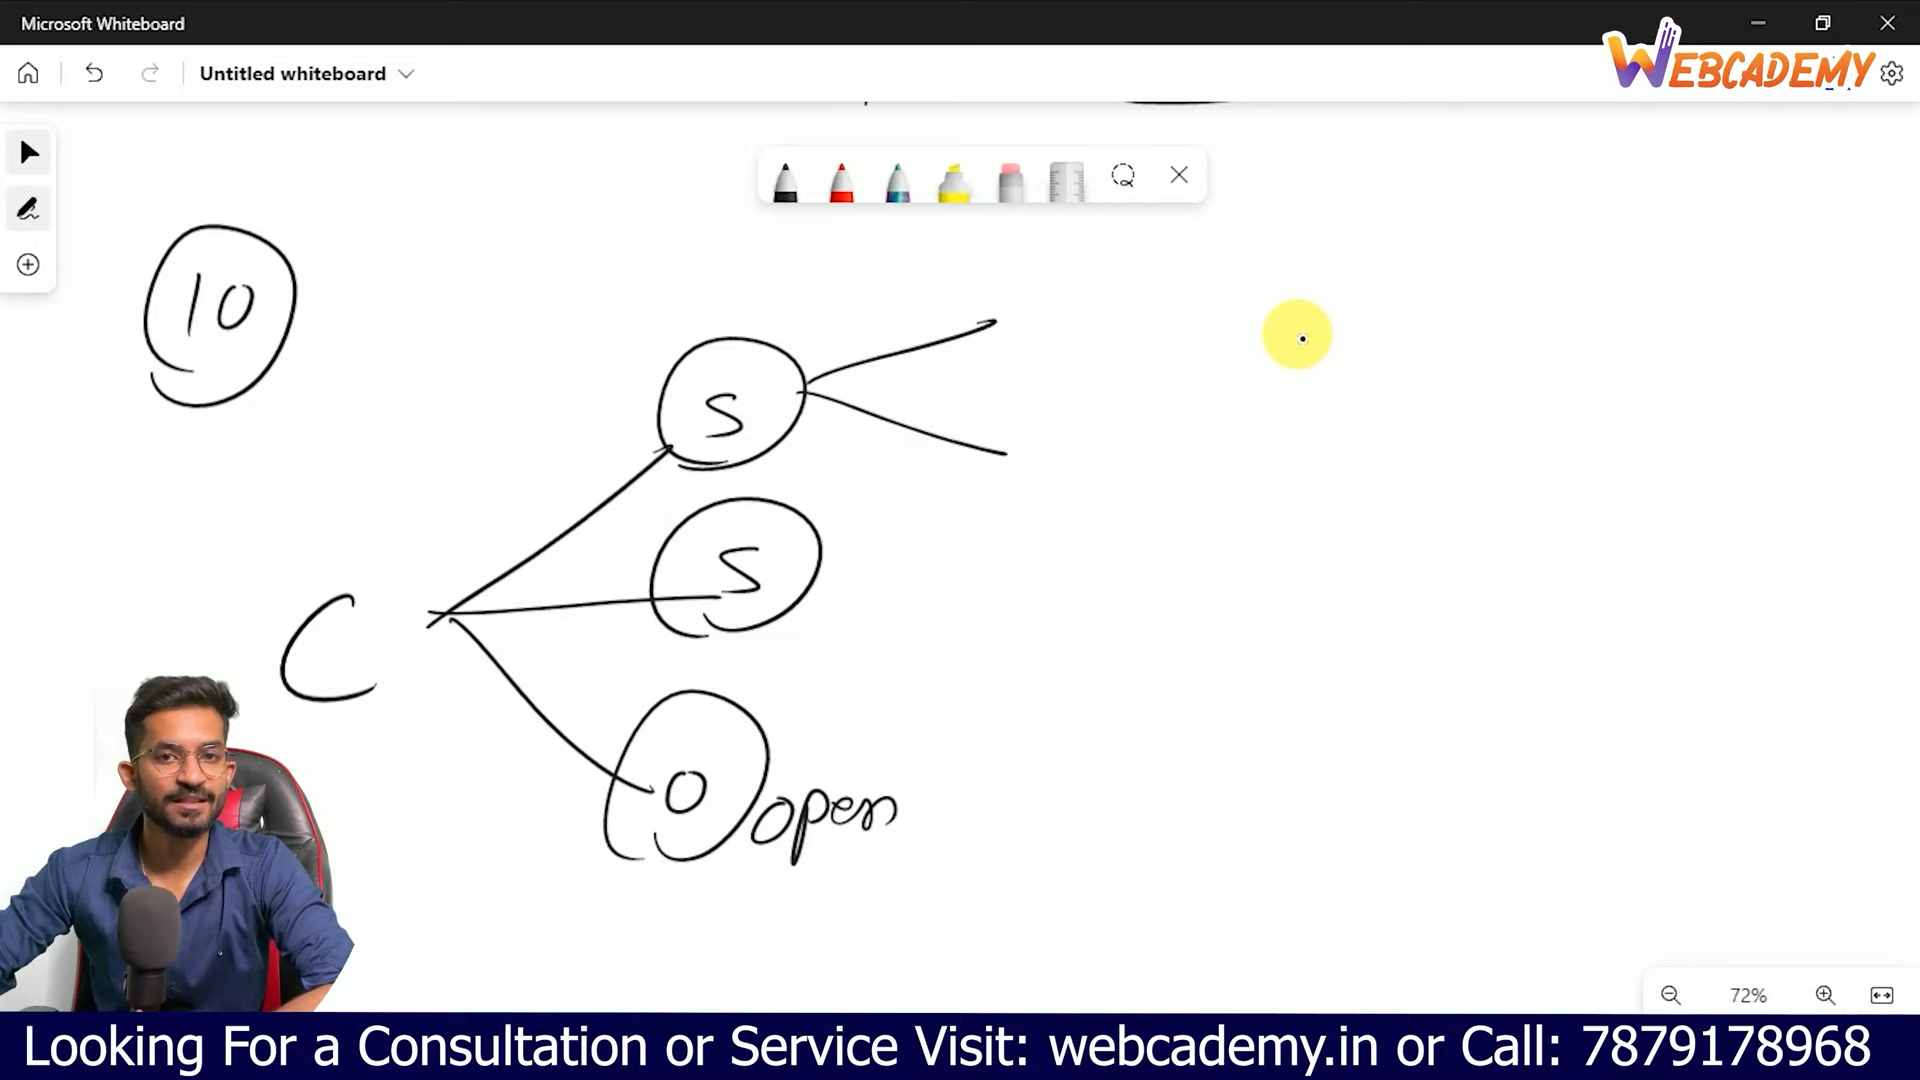 Microsoft Whiteboard
Untitled whiteboard
WEBCADEMY
10
S
S
C
O open
72%
Looking For a Consultation or Service Visit: webcademy.in or Call: 7879178968